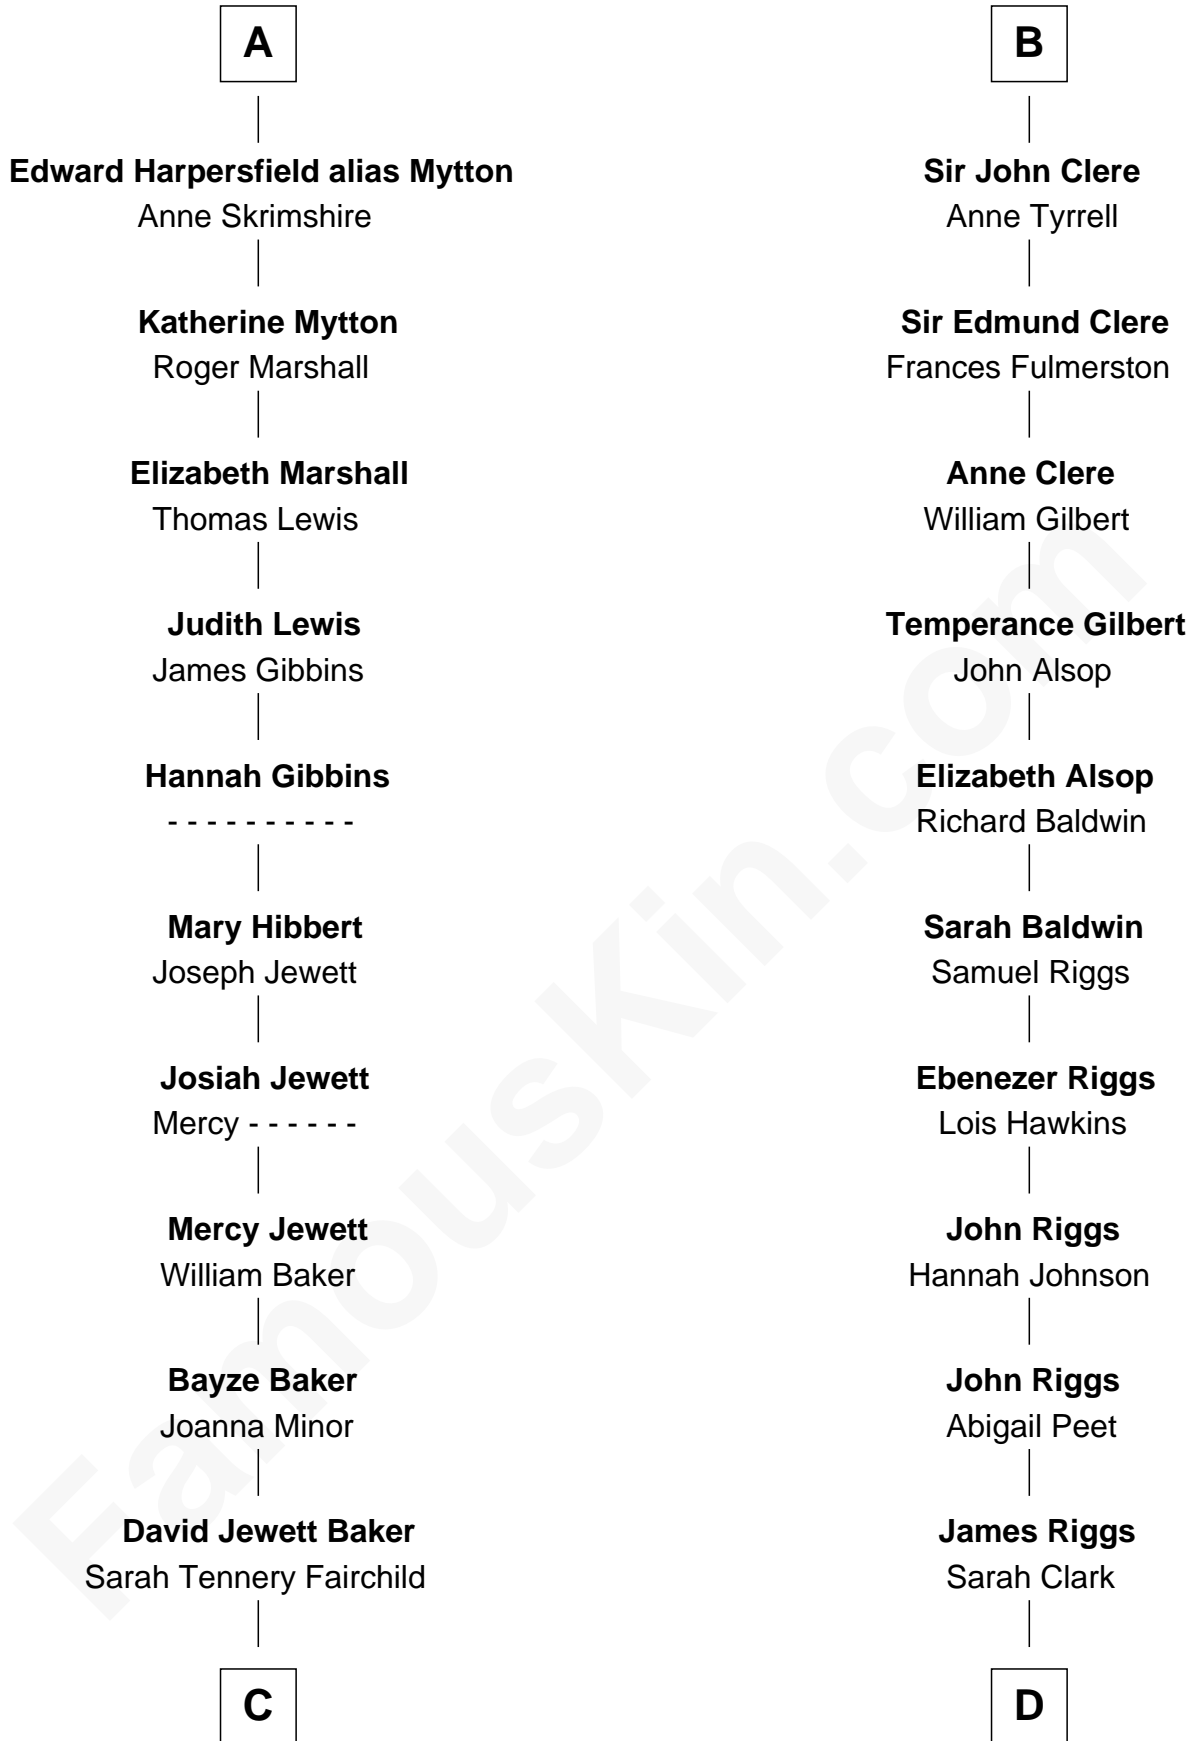 A
Edward Harpersfield alias Mytton
Anne Skrimshire
Katherine Mytton
Roger Marshall
Elizabeth Marshall
Thomas Lewis
Judith Lewis
James Gibbins
Hannah Gibbins
- - - - - - - - - -
Mary Hibbert
Joseph Jewett
Josiah Jewett
Mercy - - - - - -
Mercy Jewett
William Baker
Bayze Baker
Joanna Minor
David Jewett Baker
Sarah Tennery Fairchild
C
B
Sir John Clere
Anne Tyrrell
Sir Edmund Clere
Frances Fulmerston
Anne Clere
William Gilbert
Temperance Gilbert
John Alsop
Elizabeth Alsop
Richard Baldwin
Sarah Baldwin
Samuel Riggs
Ebenezer Riggs
Lois Hawkins
John Riggs
Hannah Johnson
John Riggs
Abigail Peet
James Riggs
Sarah Clark
D
FamousKin.com